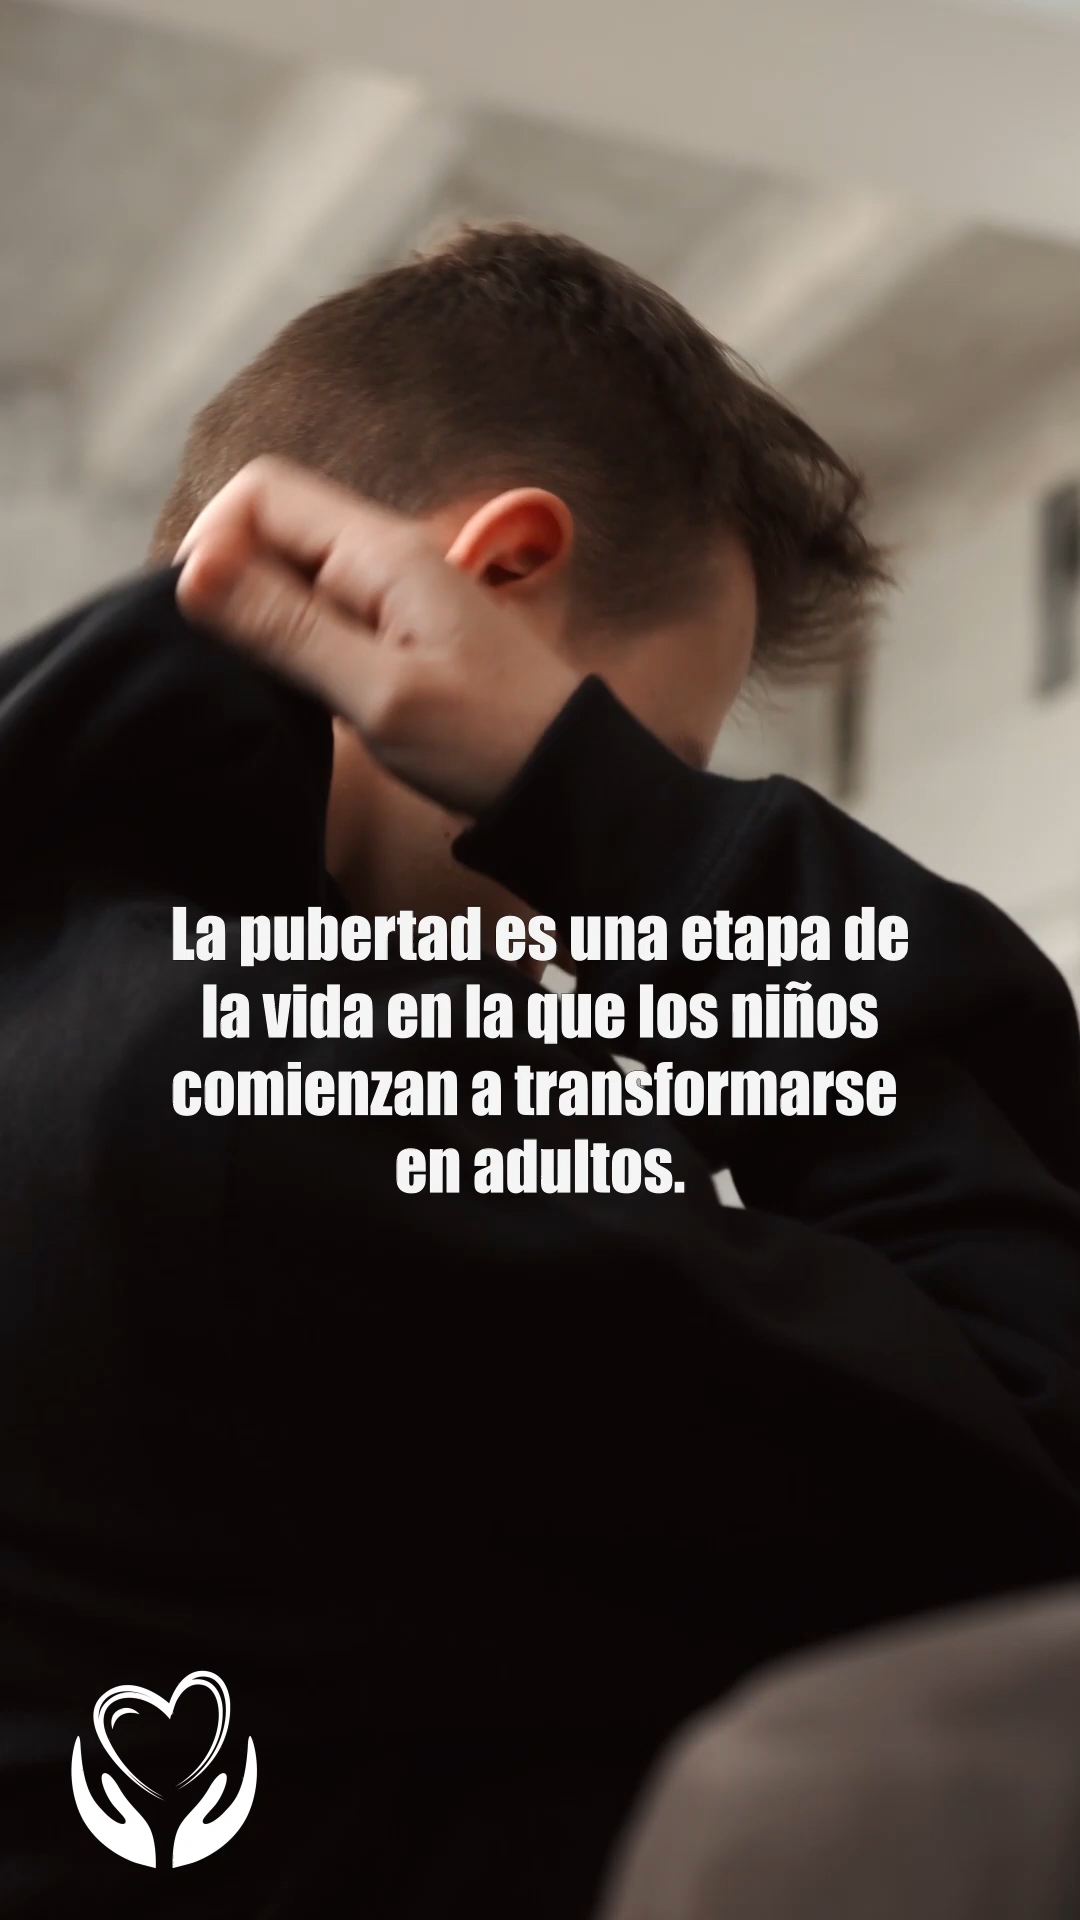 La pubertad es una etapa de
la vida en la que los niños
comienzan a transformarse
en adultos.